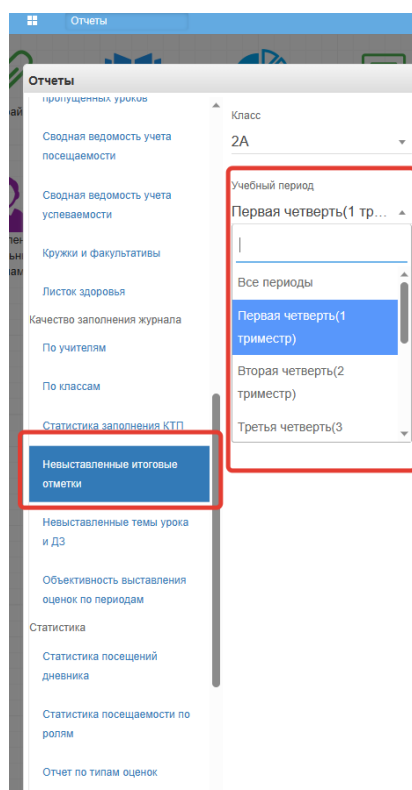 Отчеты
Отчеты
пропущенных уроков
Сводная ведомость учета
посещаемости
Сводная ведомость учета
успеваемости
Кружки и факультативы
Листок здоровья
Качество заполнения журнала
По учителям
По классам
Статистика заполнения КТП
Невыставленные итоговые
отметки
Невыставленные темы урока
и ДЗ
Объективность выставления
оценок по периодам
Статистика
Статистика посещений
дневника
Статистика посещаемости по
ролям
Отчет по типам оценок
Класс
2А
Учебный период
Первая четверть(1 тр...
Все периоды
Первая четверть(1
триместр)
Вторая четверть(2
триместр)
Третья четверть(3